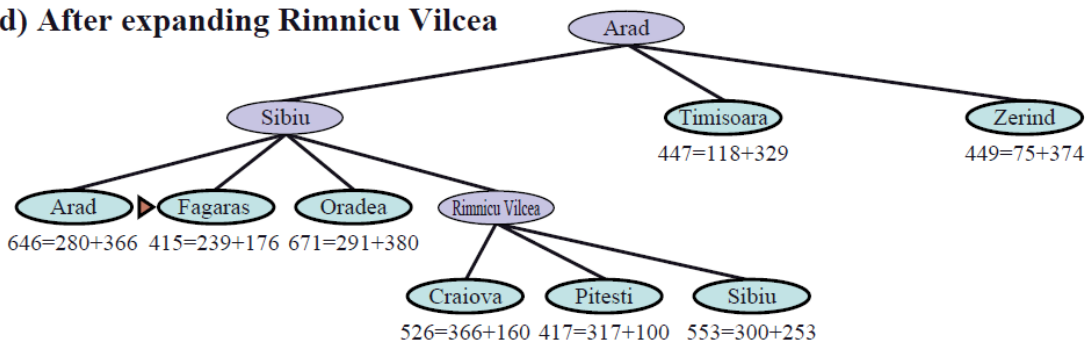 d) After expanding Rimnicu Vilcea
Arad
Sibiu
Timisoara
Zerind
447=118+329
449=75+374
Arad
Fagaras
Oradea
Rimnicu Vilcea
646=280+366
415=239+176
671=291+380
Craiova
Pitesti
Sibiu
526=366+160
417=317+100
553=300+253